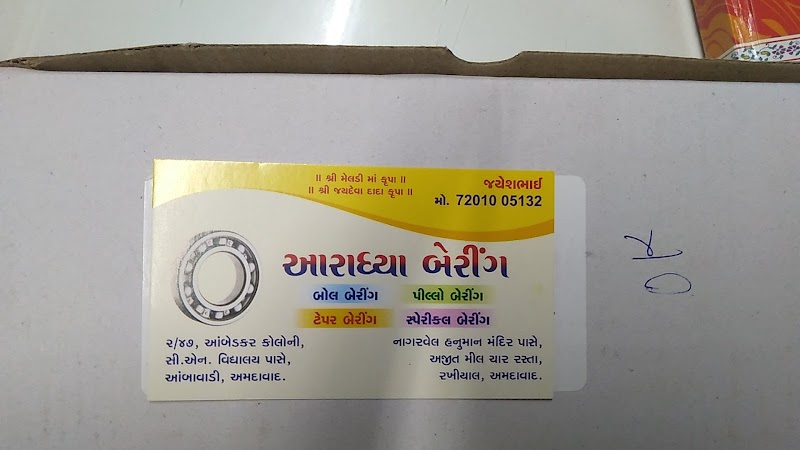 ॥ શ્રી મેલડી માં કૃપા ॥
॥ શ્રી જયદેવા દાદા કૃપા ॥
જયેશભાઈ
મો. 72010 05132
આરાધ્યા બેરીંગ
બોલ બેરીંગ
પીલ્લો બેરીંગ
ટેપર બેરીંગ
સ્પેરીકલ બેરીંગ
૨/૪૭, આંબેડકર કોલોની,
સી.એન. વિદ્યાલય પાસે,
આંબાવાડી, અમદાવાદ.
નાગરવેલ હનુમાન મંદિર પાસે,
અજીત મીલ ચાર રસ્તા,
રખીયાલ, અમદાવાદ.